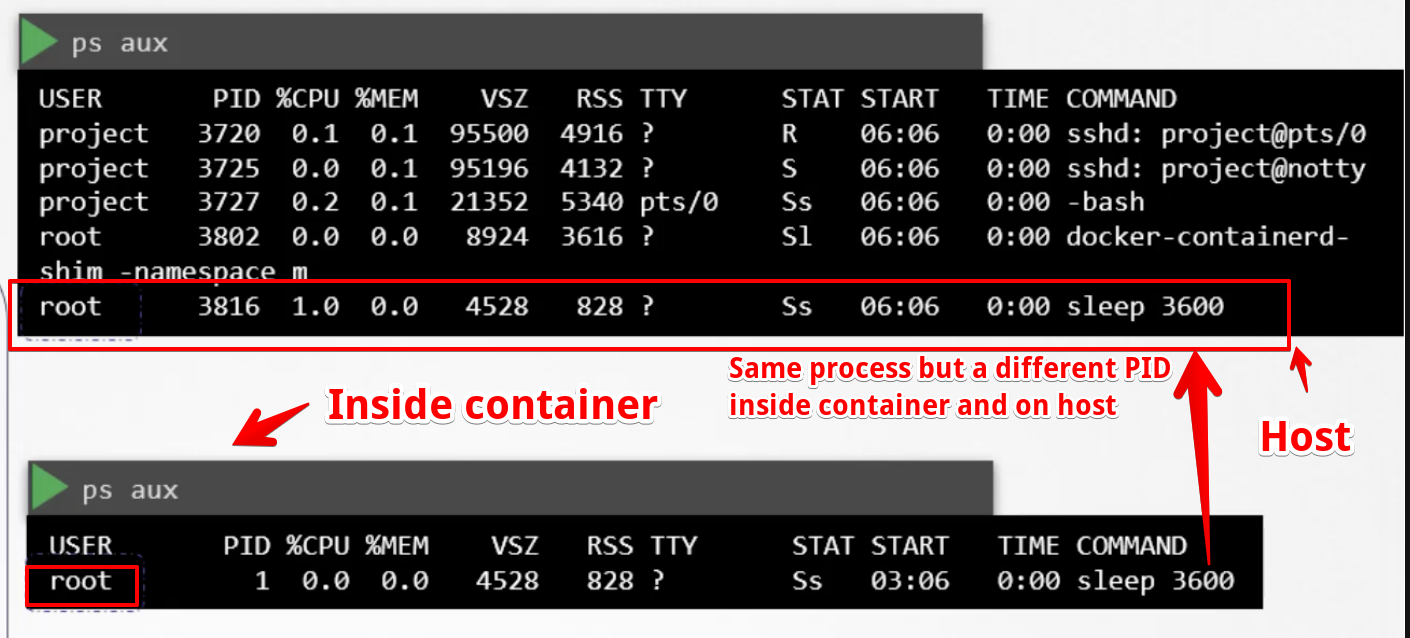 ps aux
USER PID %CPU %MEM VSZ RSS TTY STAT START TIME COMMAND
project 3720 0.1 0.1 95500 4916 ? R 06:06 0:00 sshd: project@pts/0
project 3725 0.0 0.1 95196 4132 ? S 06:06 0:00 sshd: project@notty
project 3727 0.2 0.1 21352 5340 pts/0 Ss 06:06 0:00 -bash
root 3802 0.0 0.0 8924 3616 ? Sl 06:06 0:00 docker-containerd-
shim -namespace m
root 3816 1.0 0.0 4528 828 ? Ss 06:06 0:00 sleep 3600
Same process but a different PID
inside container and on host
Inside container
Host
ps aux
USER PID %CPU %MEM VSZ RSS TTY STAT START TIME COMMAND
root 1 0.0 0.0 4528 828 ? Ss 03:06 0:00 sleep 3600